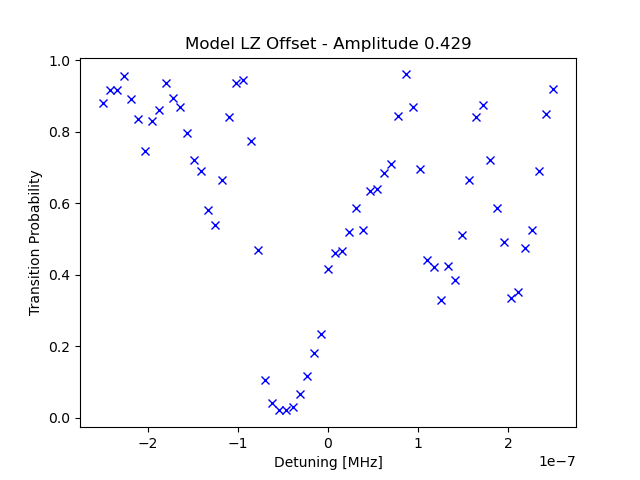 Model LZ Offset - Amplitude 0.429
Transition Probability
1.0
0.8
0.6
0.4
0.2
0.0
−2
−1
0
1
2
1e−7
Detuning [MHz]